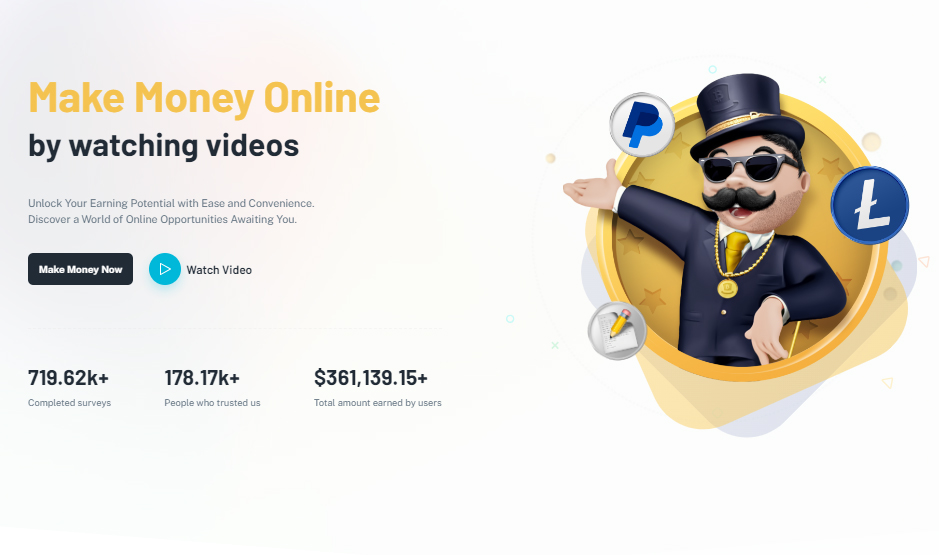 Make Money Online
by watching videos
Unlock Your Earning Potential with Ease and Convenience.
Discover a World of Online Opportunities Awaiting You.
Make Money Now
Watch Video
719.62k+
178.17k+
$361,139.15+
Completed surveys
People who trusted us
Total amount earned by users